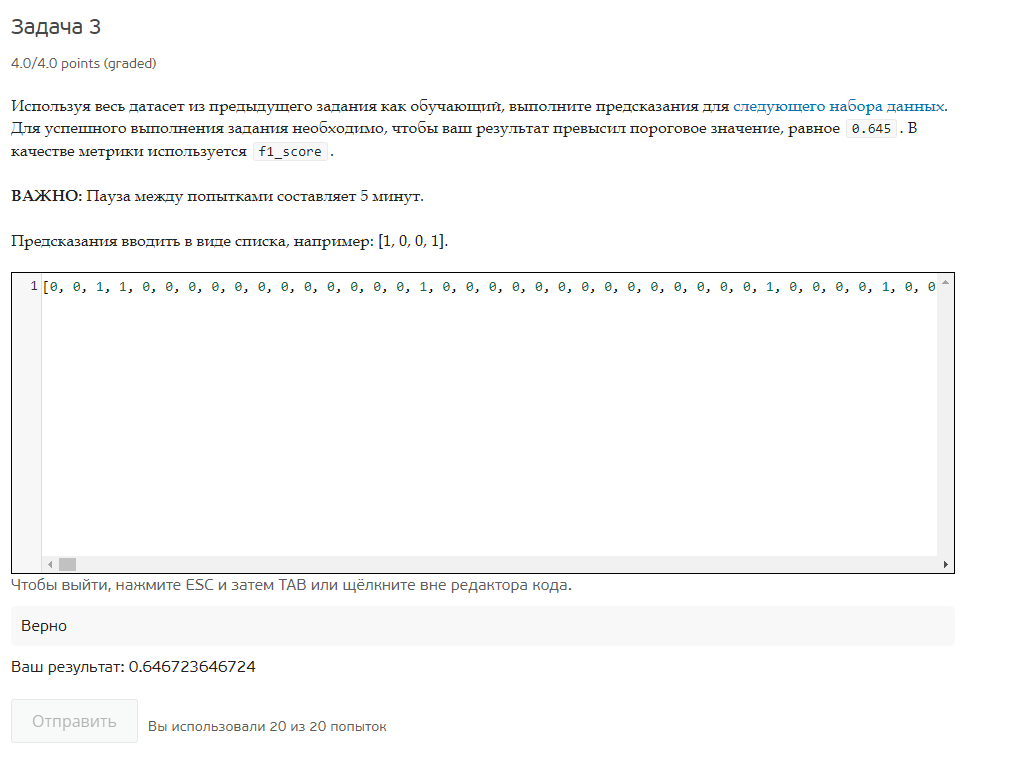 Задача 3
4.0/4.0 points (graded)
Используя весь датасет из предыдущего задания как обучающий, выполните предсказания для следующего набора данных.
Для успешного выполнения задания необходимо, чтобы ваш результат превысил пороговое значение, равное 0.645 . В
качестве метрики используется f1_score .
ВАЖНО: Пауза между попытками составляет 5 минут.
Предсказания вводить в виде списка, например: [1, 0, 0, 1].
1 [0, 0, 1, 1, 0, 0, 0, 0, 0, 0, 0, 0, 0, 0, 0, 0, 1, 0, 0, 0, 0, 0, 0, 0, 0, 0, 0, 0, 0, 0, 0, 1, 0, 0, 0, 0, 1, 0, 0
Чтобы выйти, нажмите ESC и затем TAB или щёлкните вне редактора кода.
Верно
Ваш результат: 0.646723646724
Отправить Вы использовали 20 из 20 попыток